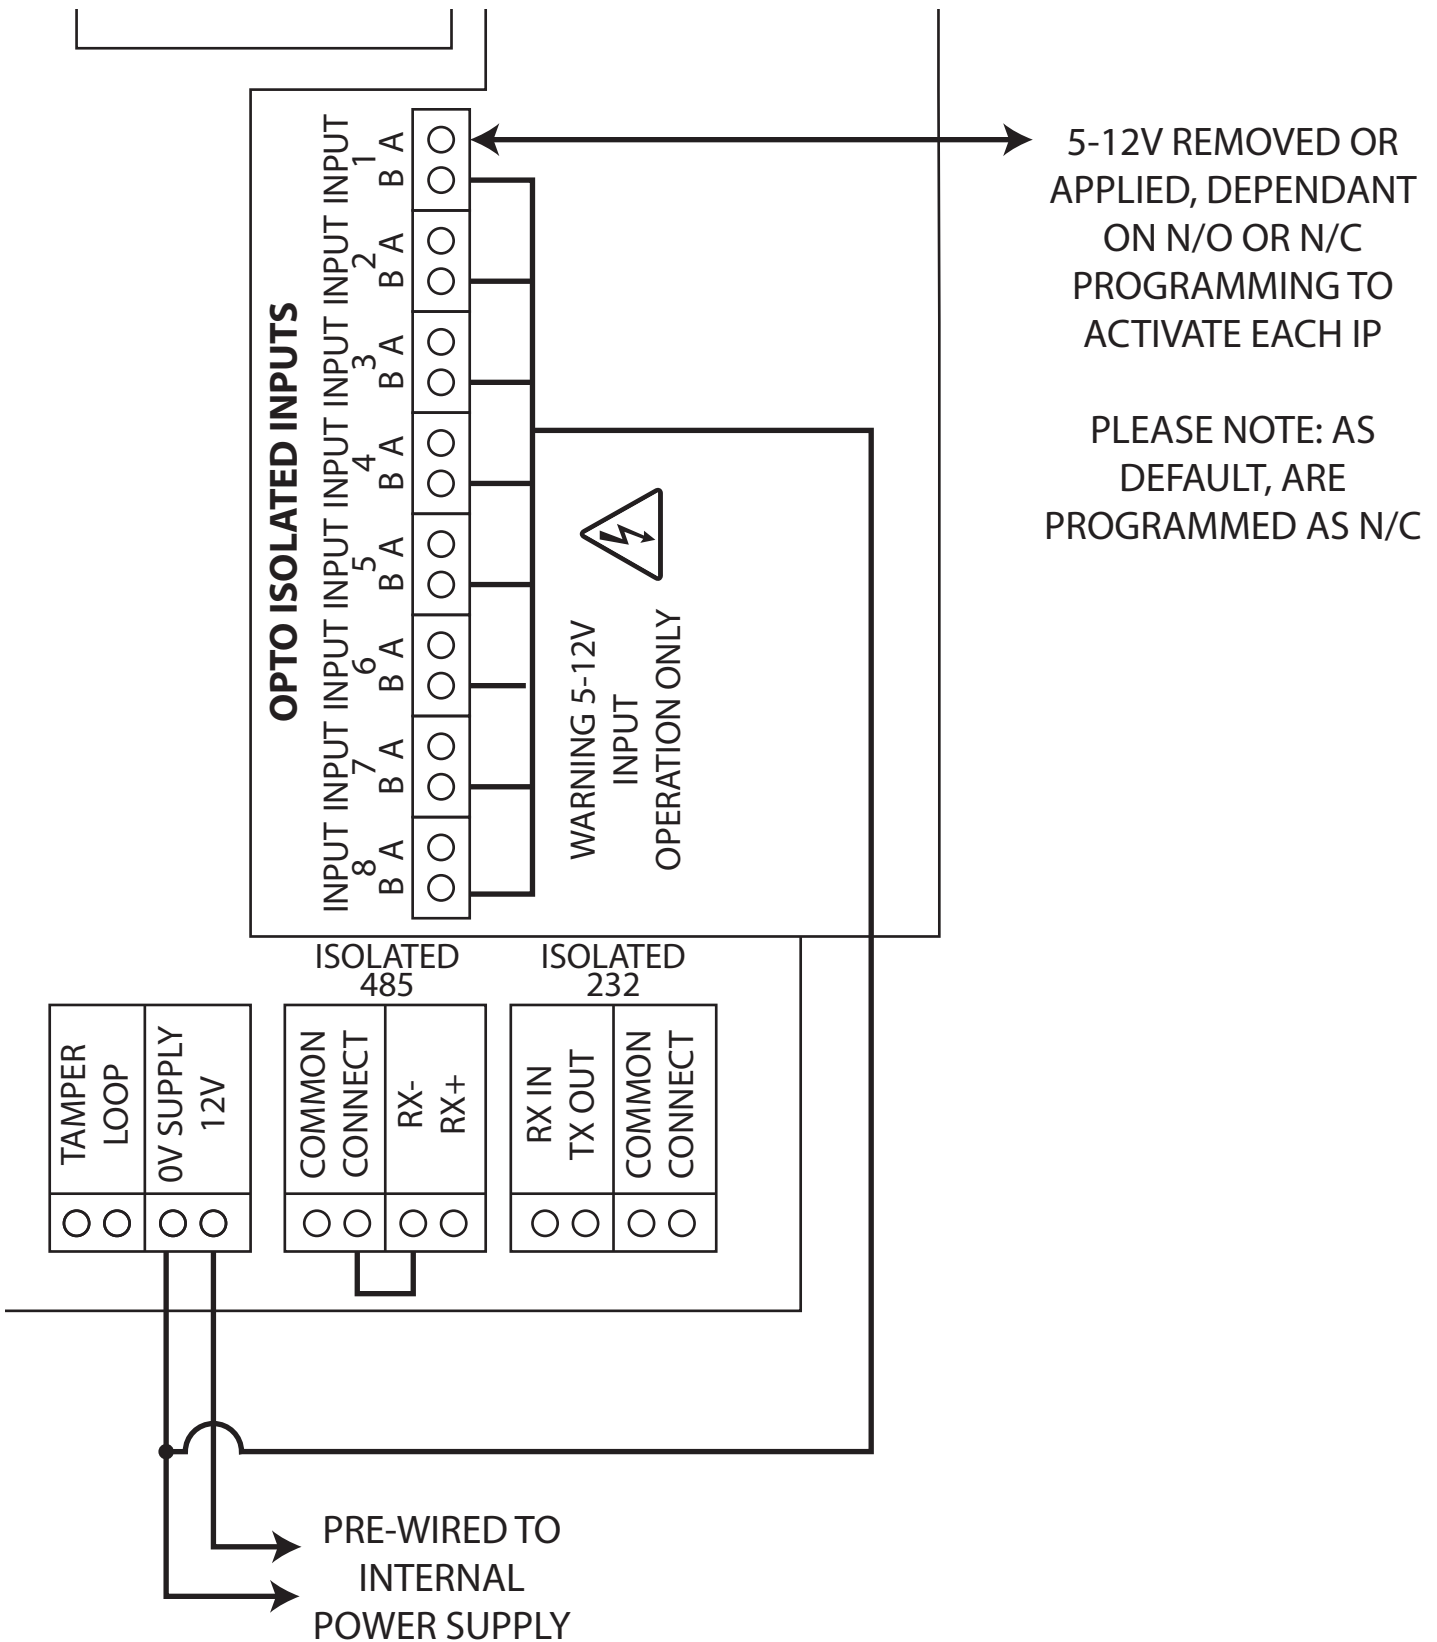 5-12V REMOVED OR
APPLIED, DEPENDANT
ON N/O OR N/C
PROGRAMMING TO
ACTIVATE EACH IP
PLEASE NOTE: AS
DEFAULT, ARE
PROGRAMMED AS N/C
OPTO ISOLATED INPUTS
INPUT
1
B A
INPUT
2
B A
INPUT
3
B A
INPUT
4
B A
INPUT
5
B A
INPUT
6
B A
INPUT
7
B A
INPUT
8
B A
WARNING 5-12V
INPUT
OPERATION ONLY
ISOLATED
485
ISOLATED
232
TAMPER
LOOP
0V SUPPLY
12V
COMMON
CONNECT
RX-
RX+
RX IN
TX OUT
COMMON
CONNECT
PRE-WIRED TO
INTERNAL
POWER SUPPLY